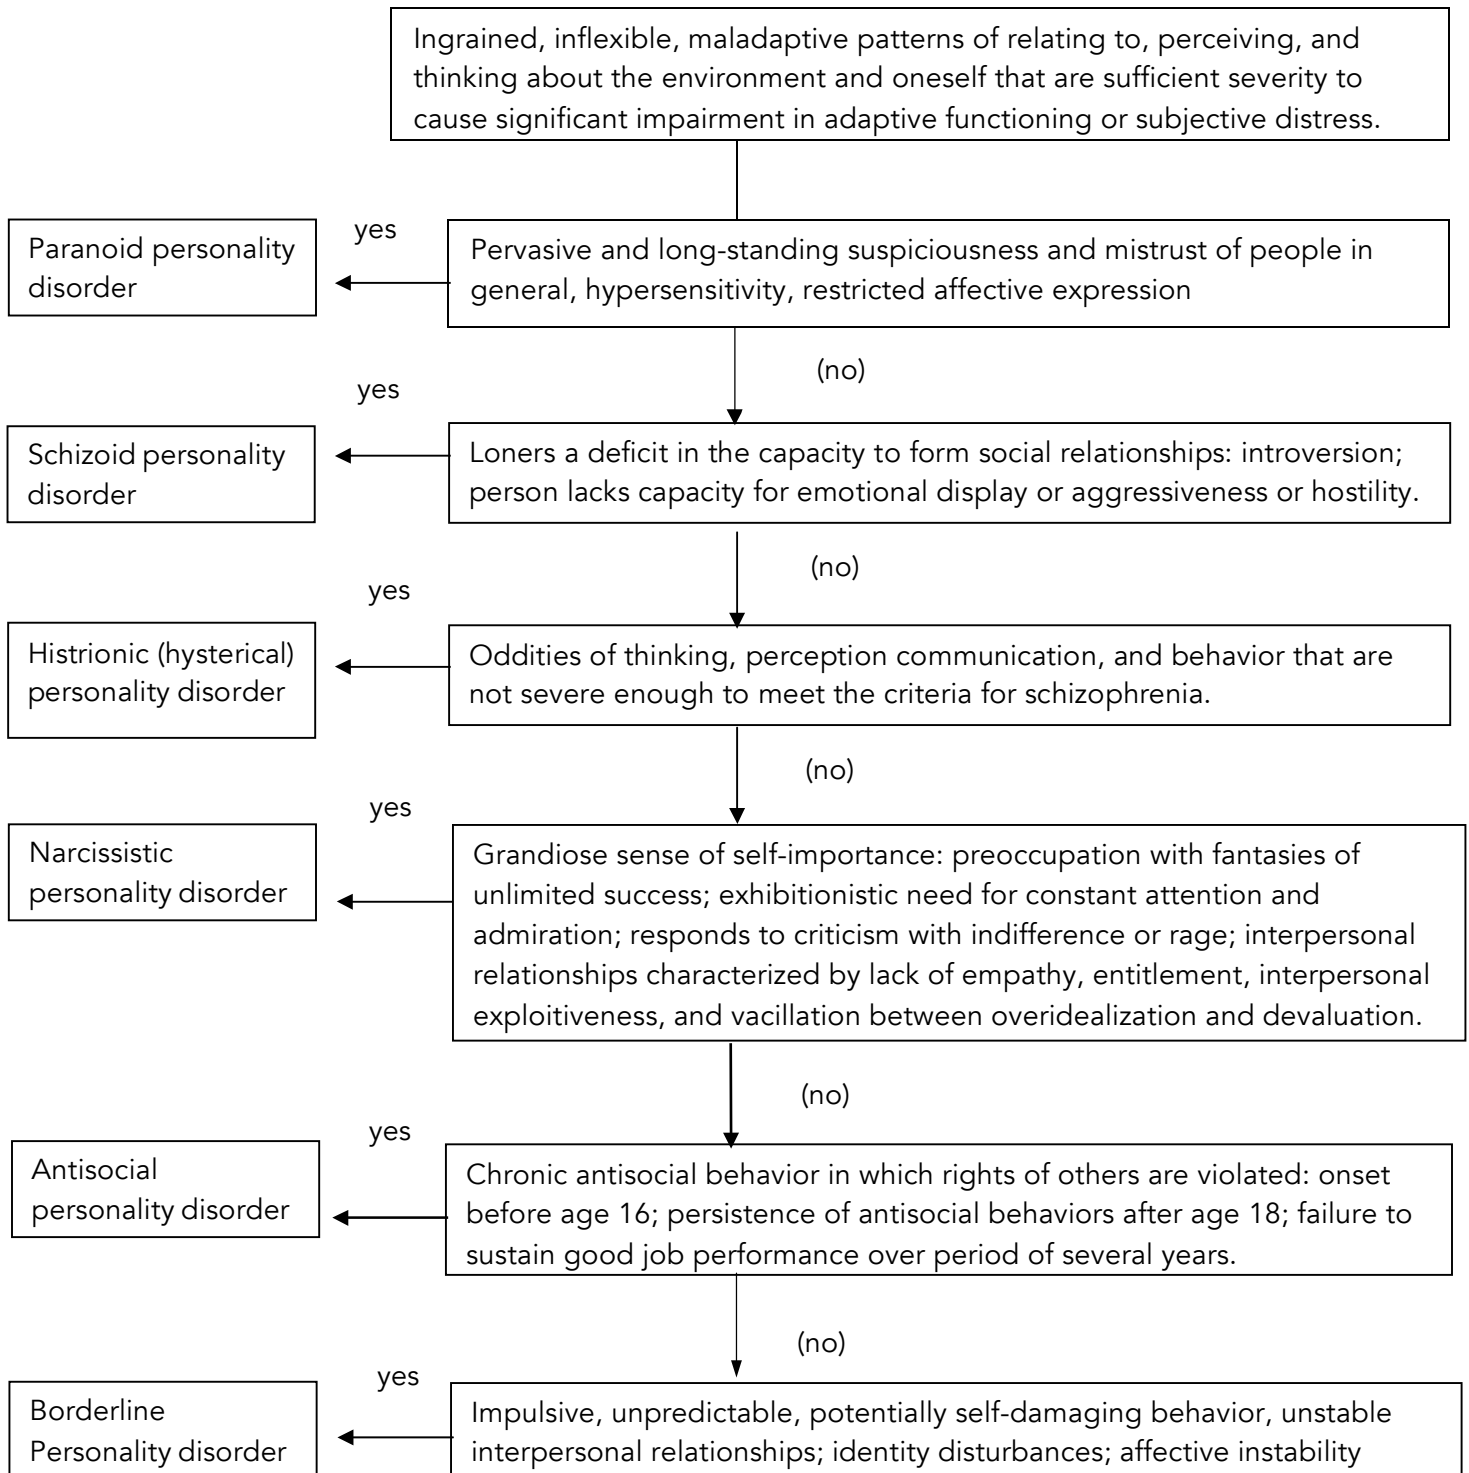 Ingrained, inflexible, maladaptive patterns of relating to, perceiving, and
thinking about the environment and oneself that are sufficient severity to
cause significant impairment in adaptive functioning or subjective distress.
yes
Paranoid personality
disorder
Pervasive and long-standing suspiciousness and mistrust of people in
general, hypersensitivity, restricted affective expression
(no)
yes
Schizoid personality
disorder
Loners a deficit in the capacity to form social relationships: introversion;
person lacks capacity for emotional display or aggressiveness or hostility.
(no)
yes
Histrionic (hysterical)
personality disorder
Oddities of thinking, perception communication, and behavior that are
not severe enough to meet the criteria for schizophrenia.
(no)
yes
Narcissistic
personality disorder
Grandiose sense of self-importance: preoccupation with fantasies of
unlimited success; exhibitionistic need for constant attention and
admiration; responds to criticism with indifference or rage; interpersonal
relationships characterized by lack of empathy, entitlement, interpersonal
exploitiveness, and vacillation between overidealization and devaluation.
(no)
yes
Antisocial
personality disorder
Chronic antisocial behavior in which rights of others are violated: onset
before age 16; persistence of antisocial behaviors after age 18; failure to
sustain good job performance over period of several years.
(no)
yes
Borderline
Personality disorder
Impulsive, unpredictable, potentially self-damaging behavior, unstable
interpersonal relationships; identity disturbances; affective instability